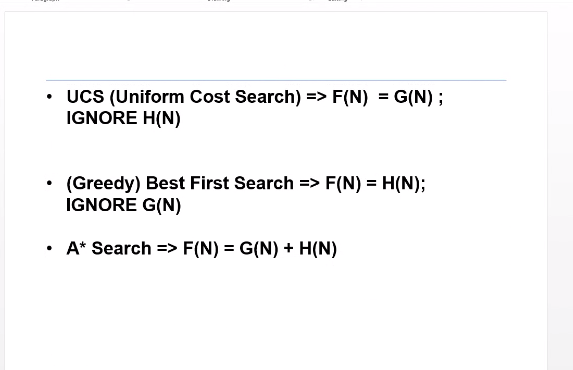 • UCS (Uniform Cost Search) => F(N) = G(N) ;
IGNORE H(N)
• (Greedy) Best First Search => F(N) = H(N);
IGNORE G(N)
• A* Search => F(N) = G(N) + H(N)